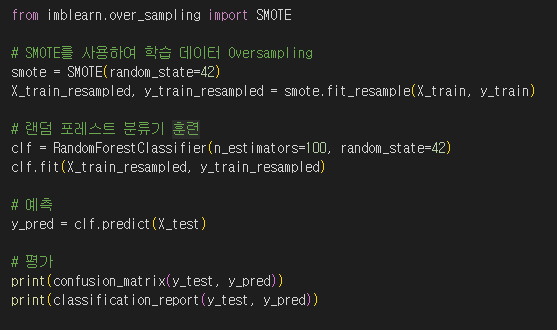 from imblearn.over_sampling import SMOTE
# SMOTE를 사용하여 학습 데이터 Oversampling
smote = SMOTE(random_state=42)
X_train_resampled, y_train_resampled = smote.fit_resample(X_train, y_train)
# 랜덤 포레스트 분류기 훈련
clf = RandomForestClassifier(n_estimators=100, random_state=42)
clf.fit(X_train_resampled, y_train_resampled)
# 예측
y_pred = clf.predict(X_test)
# 평가
print(confusion_matrix(y_test, y_pred))
print(classification_report(y_test, y_pred))